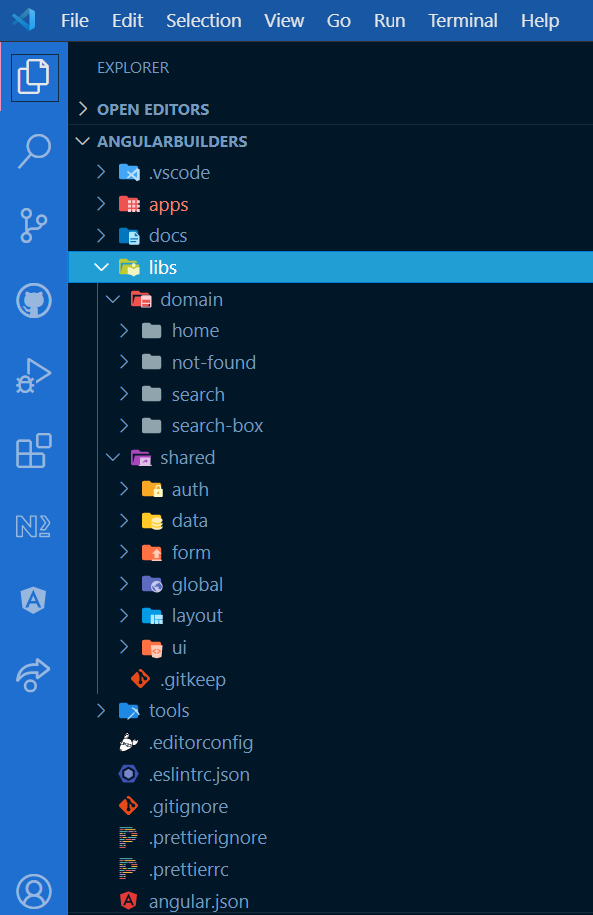 File Edit Selection View Go Run Terminal Help
EXPLORER
OPEN EDITORS
ANGULARBUILDERS
.vscode
apps
docs
libs
domain
home
not-found
search
search-box
shared
auth
data
form
global
layout
ui
.gitkeep
tools
.editorconfig
.eslintrc.json
.gitignore
.prettierignore
.prettierrc
angular.json